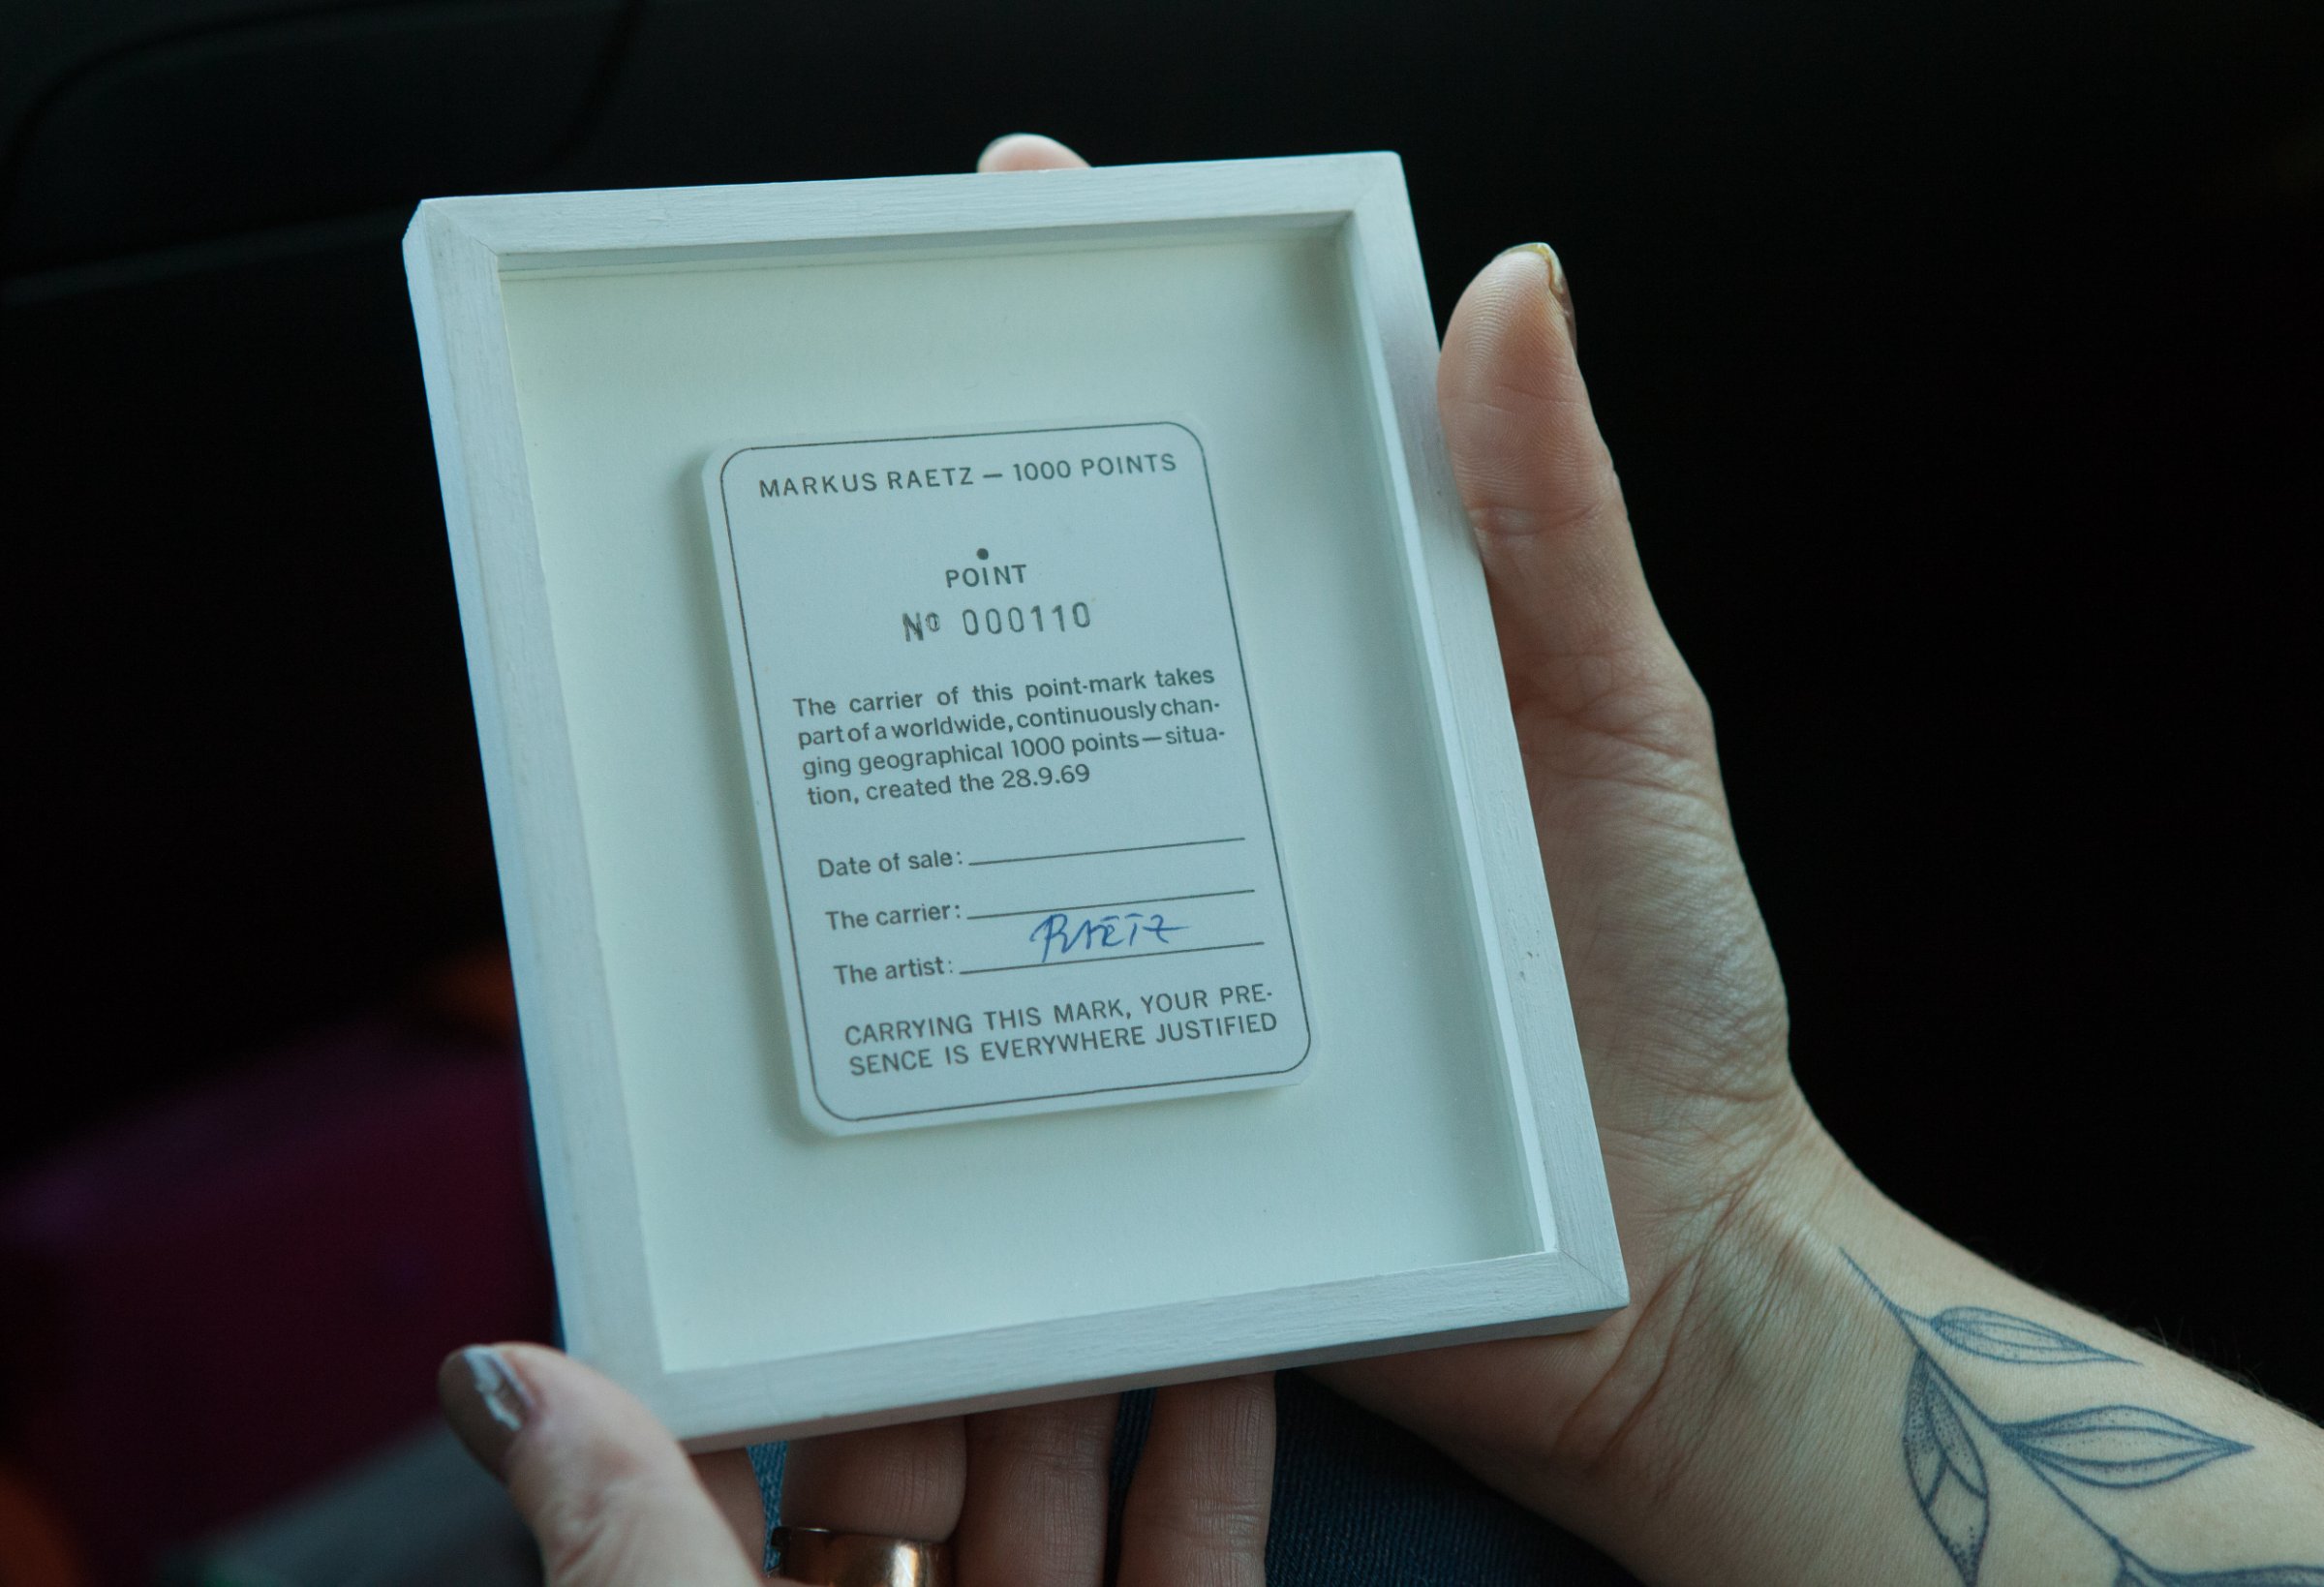 MARKUS RAETZ — 1000 POINTS
POINT
Nº 000110
The carrier of this point-mark takes
part of a worldwide, continuously chan-
ging geographical 1000 points—situa-
tion, created the 28.9.69
Date of sale:
The carrier:
The artist: RAETZ
CARRYING THIS MARK, YOUR PRE-
SENCE IS EVERYWHERE JUSTIFIED